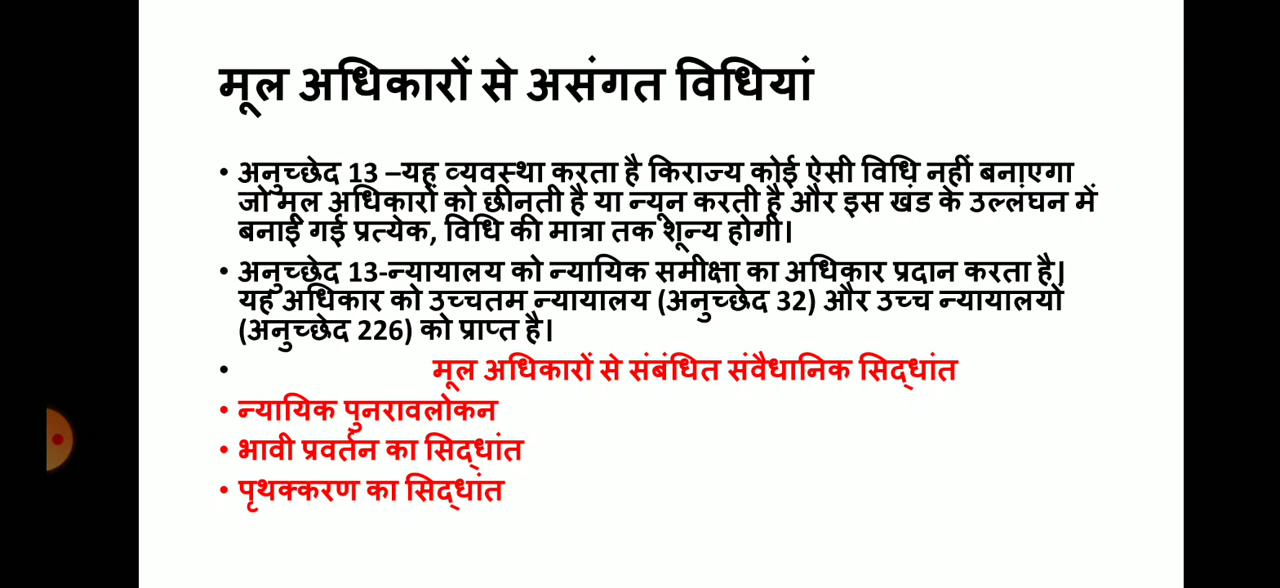 मूल अधिकारों से असंगत विधियां
• अनुच्छेद 13 –यह व्यवस्था करता है किराज्य कोई ऐसी विधि नहीं बनाएगा
जो मूल अधिकारों को छीनती है या न्यून करती है और इस खंड के उल्लंघन में
बनाई गई प्रत्येक, विधि की मात्रा तक शून्य होगी।
• अनुच्छेद 13-न्यायालय को न्यायिक समीक्षा का अधिकार प्रदान करता है।
यह अधिकार को उच्चतम न्यायालय (अनुच्छेद 32) और उच्च न्यायालयो
(अनुच्छेद 226) को प्राप्त है।
• मूल अधिकारों से संबंधित संवैधानिक सिद्धांत
• न्यायिक पुनरावलोकन
• भावी प्रवर्तन का सिद्धांत
• पृथक्करण का सिद्धांत